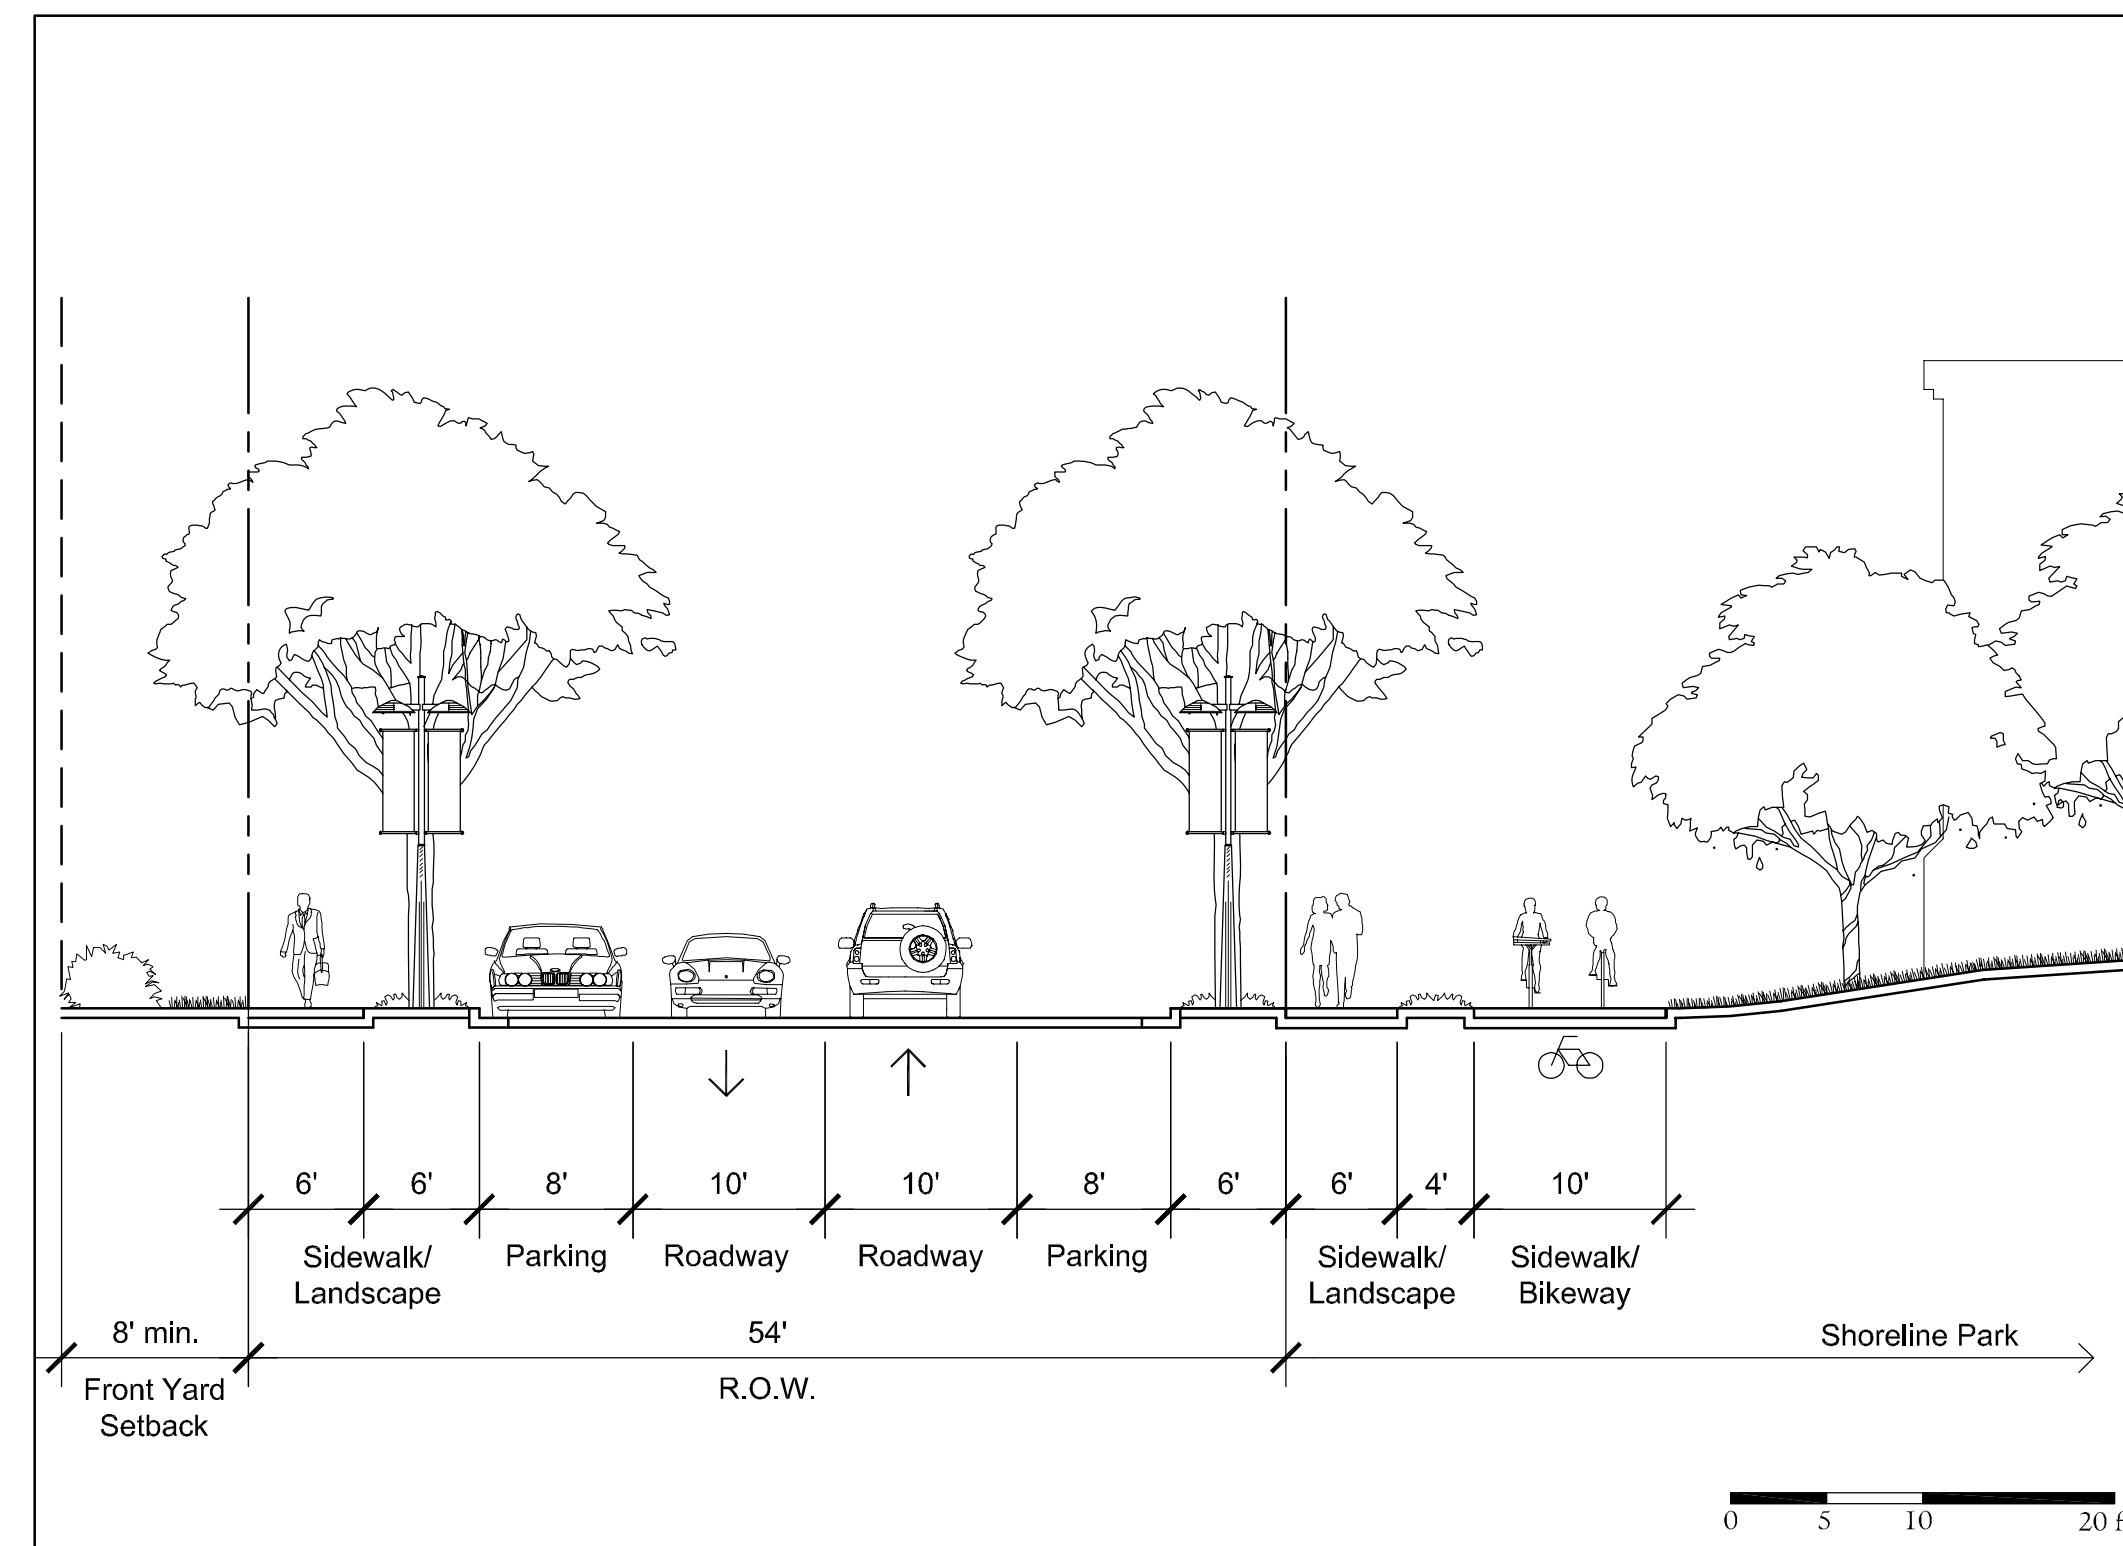 6' 6' 8' 10' 10' 8' 6' 6' 4' 10'
Sidewalk/ Parking Roadway Roadway Parking Sidewalk/ Sidewalk/
Landscape Landscape Bikeway
8' min. 54' Shoreline Park
Front Yard R.O.W.
Setback
0 5 10 20 f